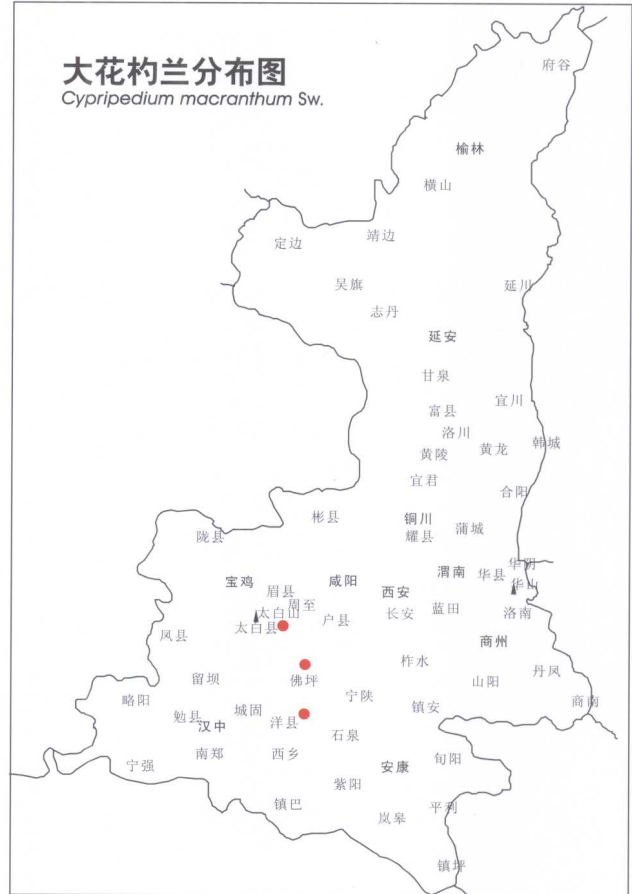 大花杓兰分布图
Cypripedium macranthum Sw.
府谷
榆林
横山
靖边
定边
吴旗
延川
志丹
延安
甘泉
宜川
富县
洛川
韩城
黄龙
黄陵
宜君
合阳
彬县
铜川
蒲城
陇县
耀县
华阴
渭南
华县
宝鸡
咸阳
华山
眉县
西安
周至
太白山
蓝田
长安
洛南
户县
太白县
凤县
商州
柞水
丹凤
留坝
佛坪
山阳
宁陕
略阳
商南
镇安
城固
勉县
洋县
汉中
石泉
南郑
西乡
旬阳
宁强
安康
紫阳
镇巴
平利
岚皋
镇坪